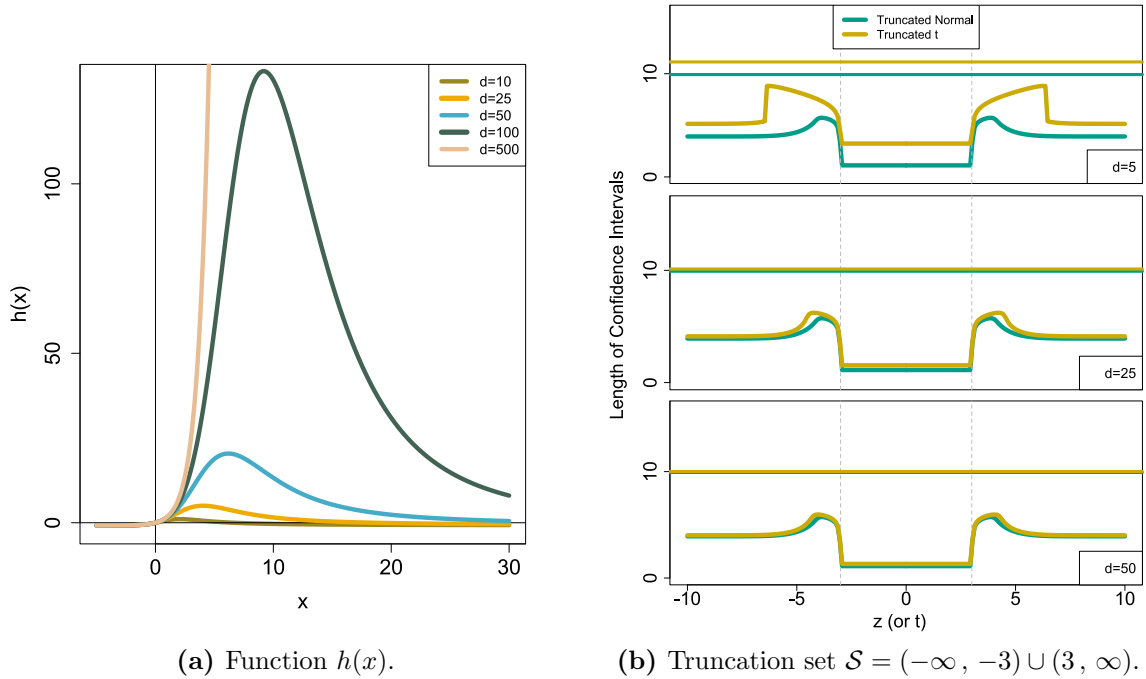 d=10
d=25
d=50
d=100
d=500
100
50
0
h(x)
0 10 20 30
x
(a) Function h(x).
Truncated Normal
Truncated t
10
0
d=5
10
0
d=25
10
0
d=50
Length of Confidence Intervals
-10 -5 0 5 10
z (or t)
(b) Truncation set 𝒮 = (−∞ , −3) ∪ (3 , ∞).